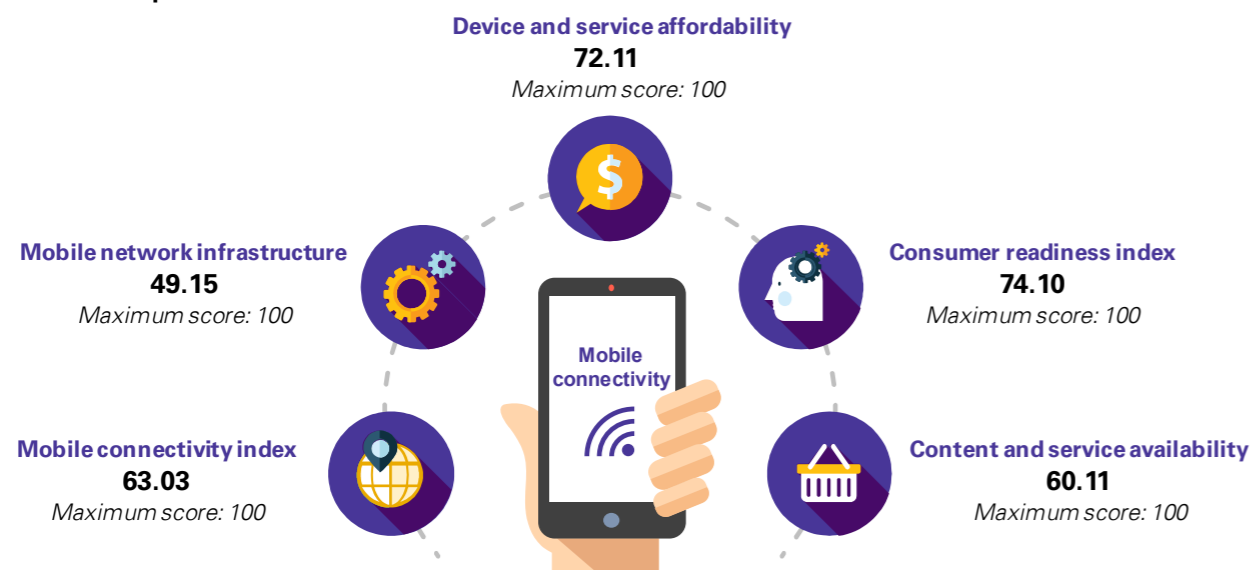 Device and service affordability
72.11
Maximum score: 100
Mobile network infrastructure
49.15
Maximum score: 100
Consumer readiness index
74.10
Maximum score: 100
Mobile
connectivity
Mobile connectivity index
63.03
Maximum score: 100
Content and service availability
60.11
Maximum score: 100